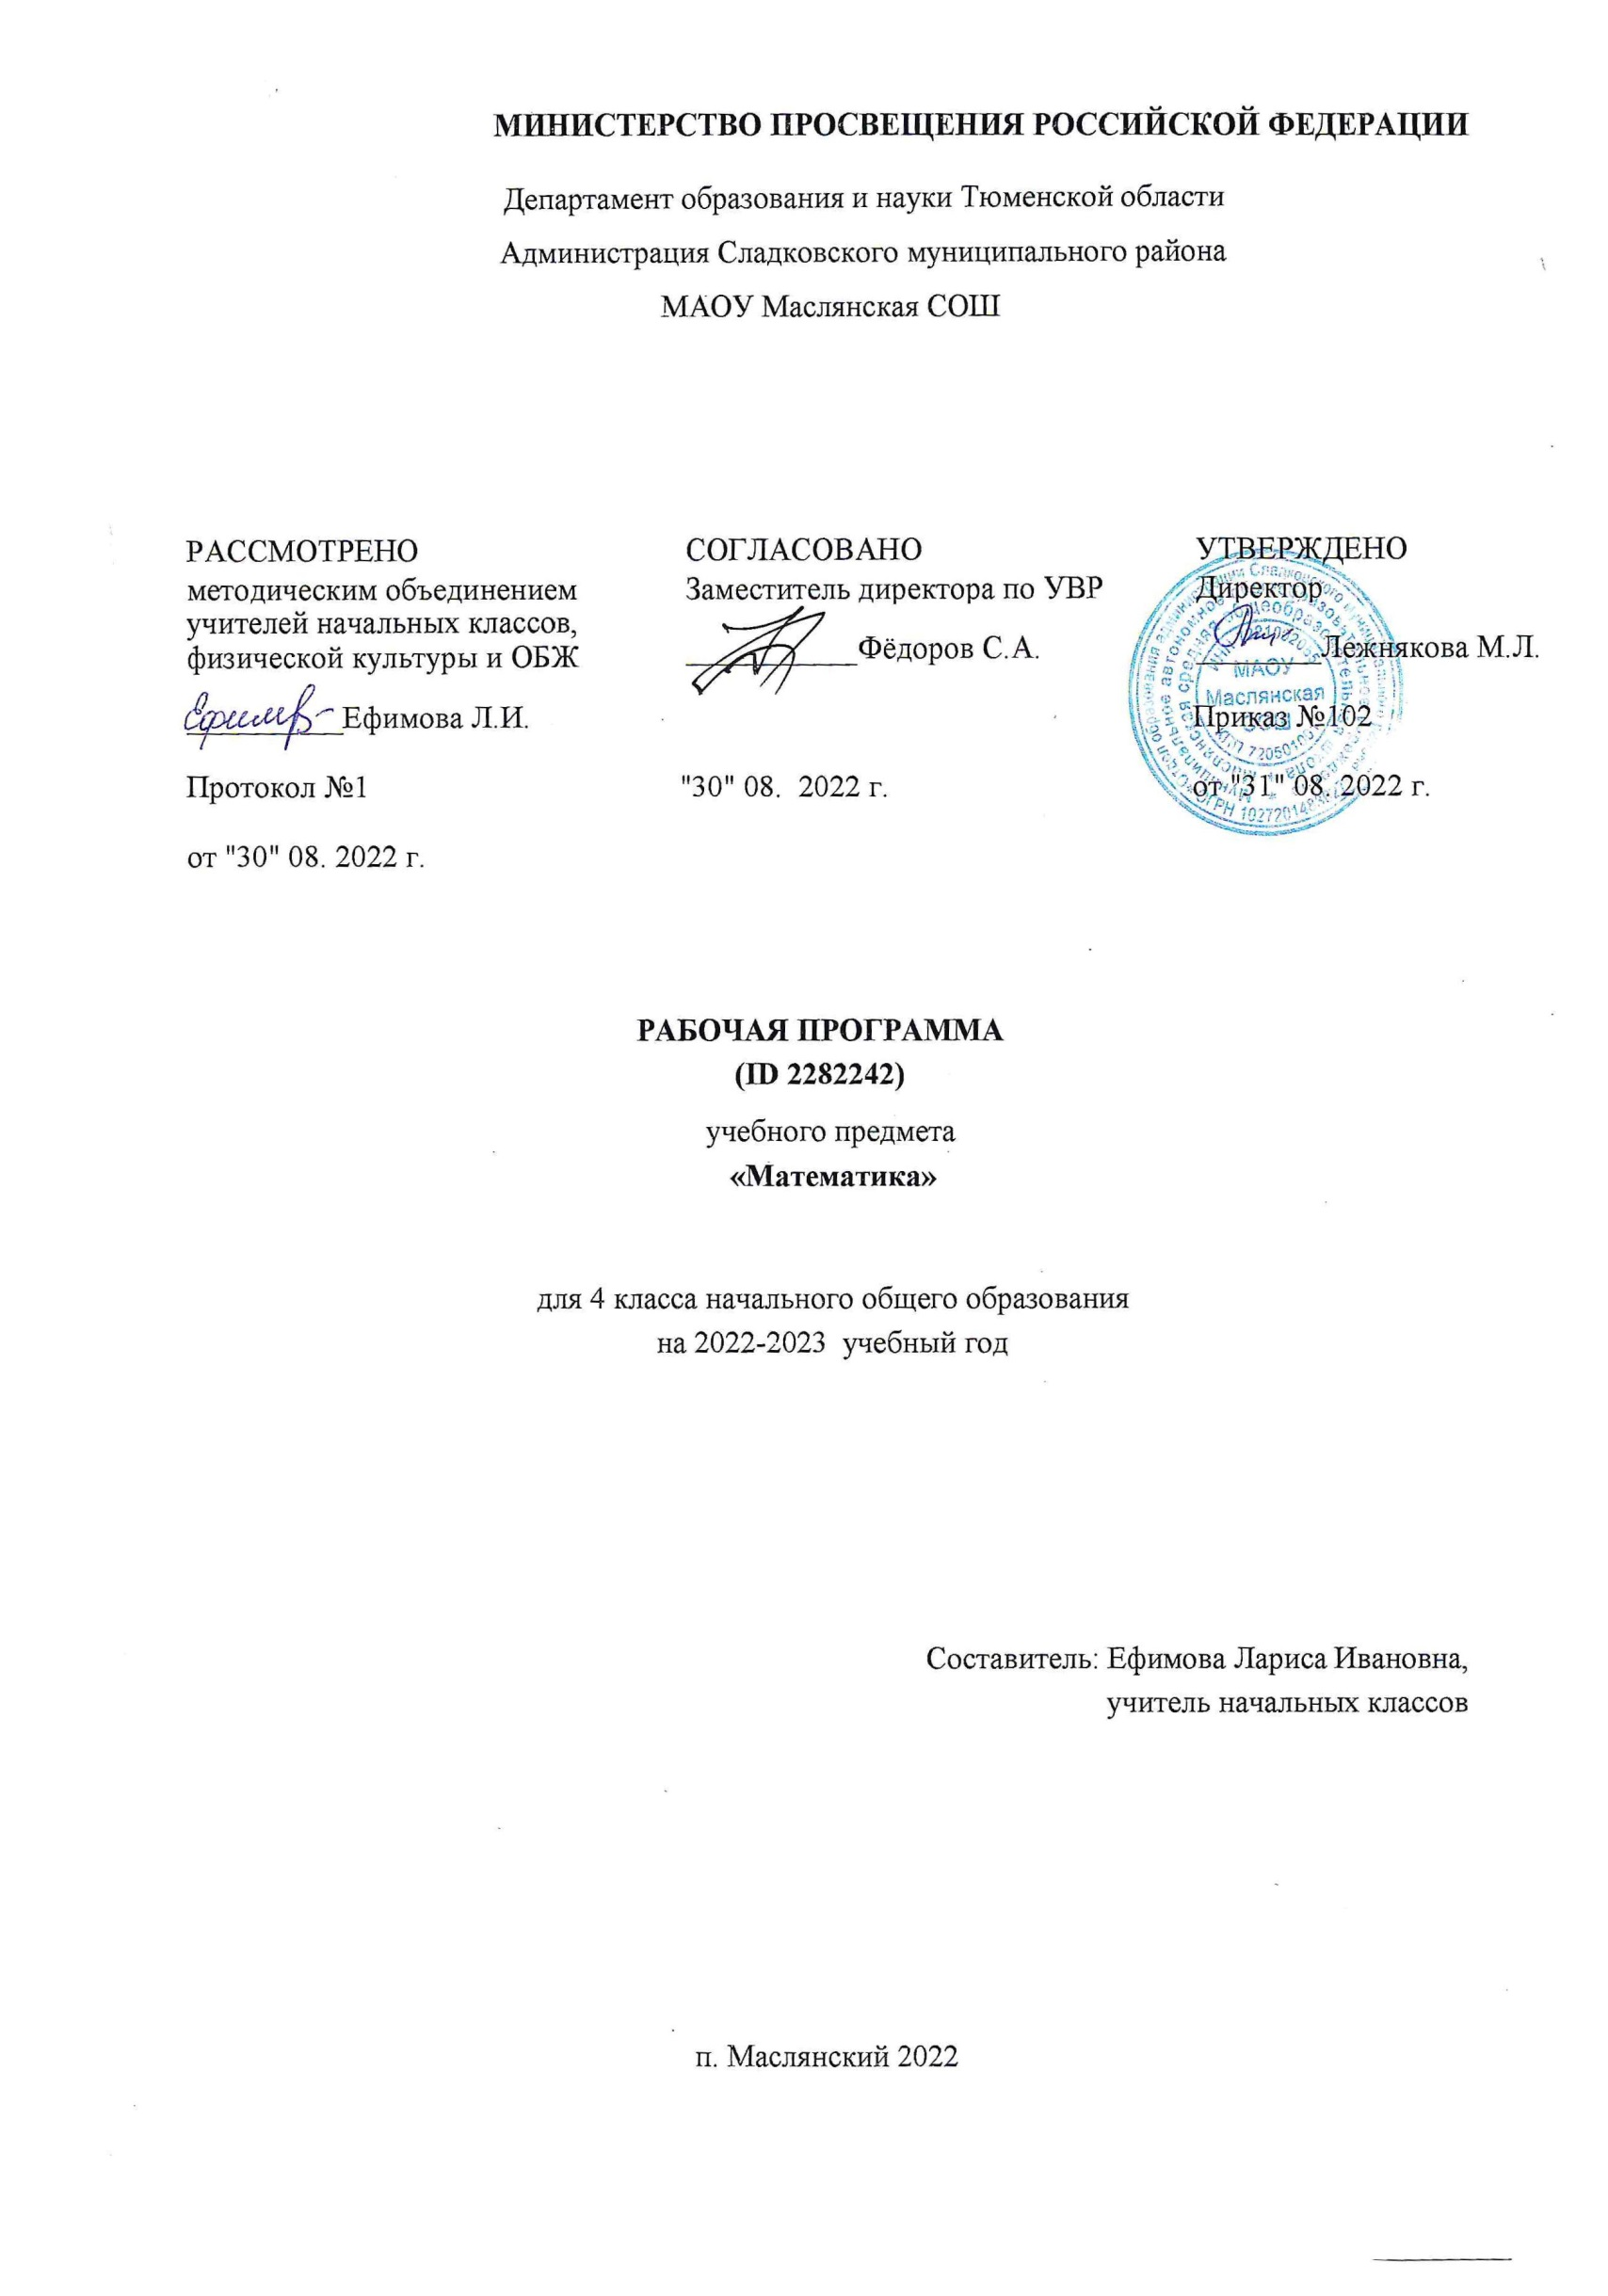 МИНИСТЕРСТВО ПРОСВЕЩЕНИЯ РОССИЙСКОЙ ФЕДЕРАЦИИ
Департамент образования и науки Тюменской области
Администрация Сладковского муниципального района
МАОУ Маслянская СОШ
РАССМОТРЕНО
методическим объединением
учителей начальных классов,
физической культуры и ОБЖ
Ефимова Л.И.
Протокол №1
от "30" 08. 2022 г.
СОГЛАСОВАНО
Заместитель директора по УВР
Фёдоров С.А.
"30" 08.  2022 г.
УТВЕРЖДЕНО
Директор
Лежнякова М.Л.
Приказ №102
от "31" 08. 2022 г.
МАОУ
Маслянская
СОШ
РАБОЧАЯ ПРОГРАММА
(ID 2282242)
учебного предмета
«Математика»
для 4 класса начального общего образования
на 2022-2023  учебный год
Составитель: Ефимова Лариса Ивановна,
учитель начальных классов
п. Маслянский 2022